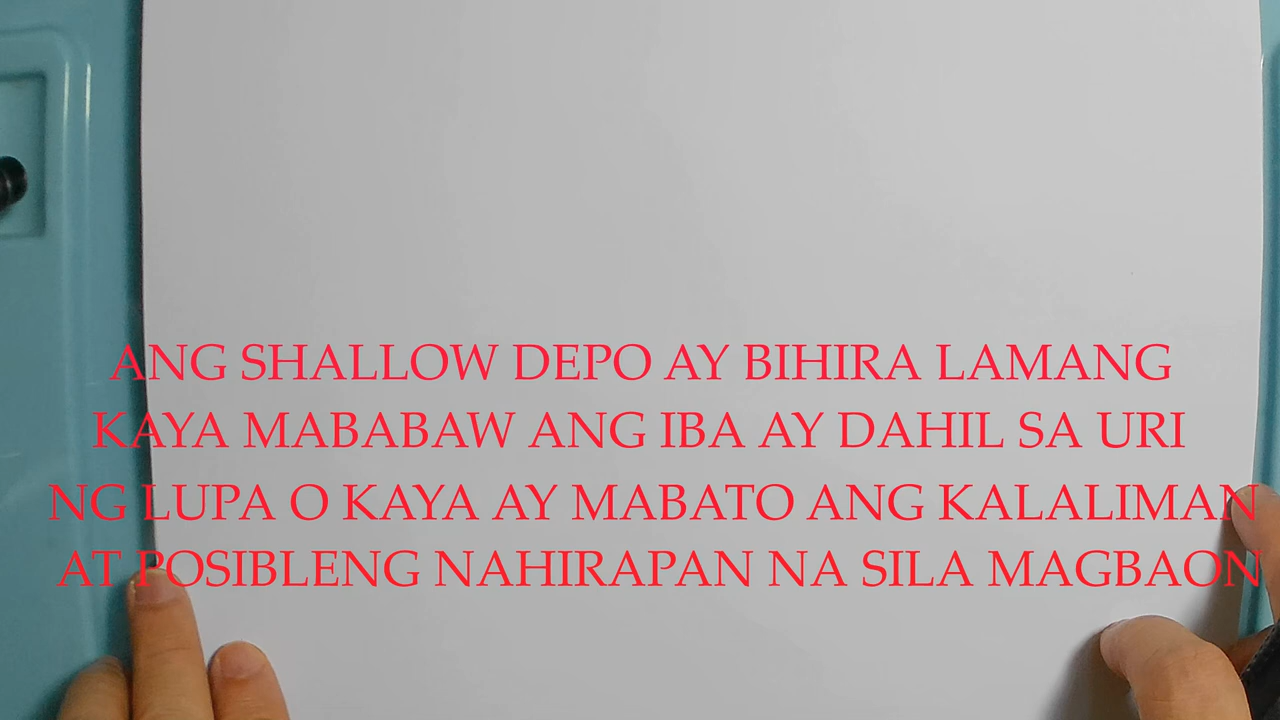 ANG SHALLOW DEPO AY BIHIRA LAMANG
KAYA MABABAW ANG IBA AY DAHIL SA URI
NG LUPA O KAYA AY MABATO ANG KALALIMAN
AT POSIBLENG NAHIRAPAN NA SILA MAGBAON